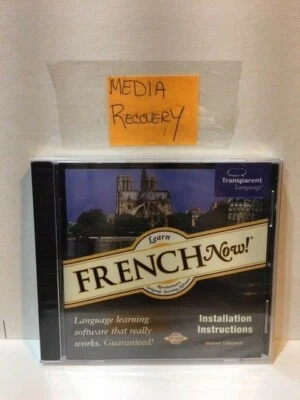 MEDIA
RECOVERY
Transparent
Language®
Learn
FRENCH Now!®
Language learning
software that really
works. Guaranteed!
Installation
Instructions